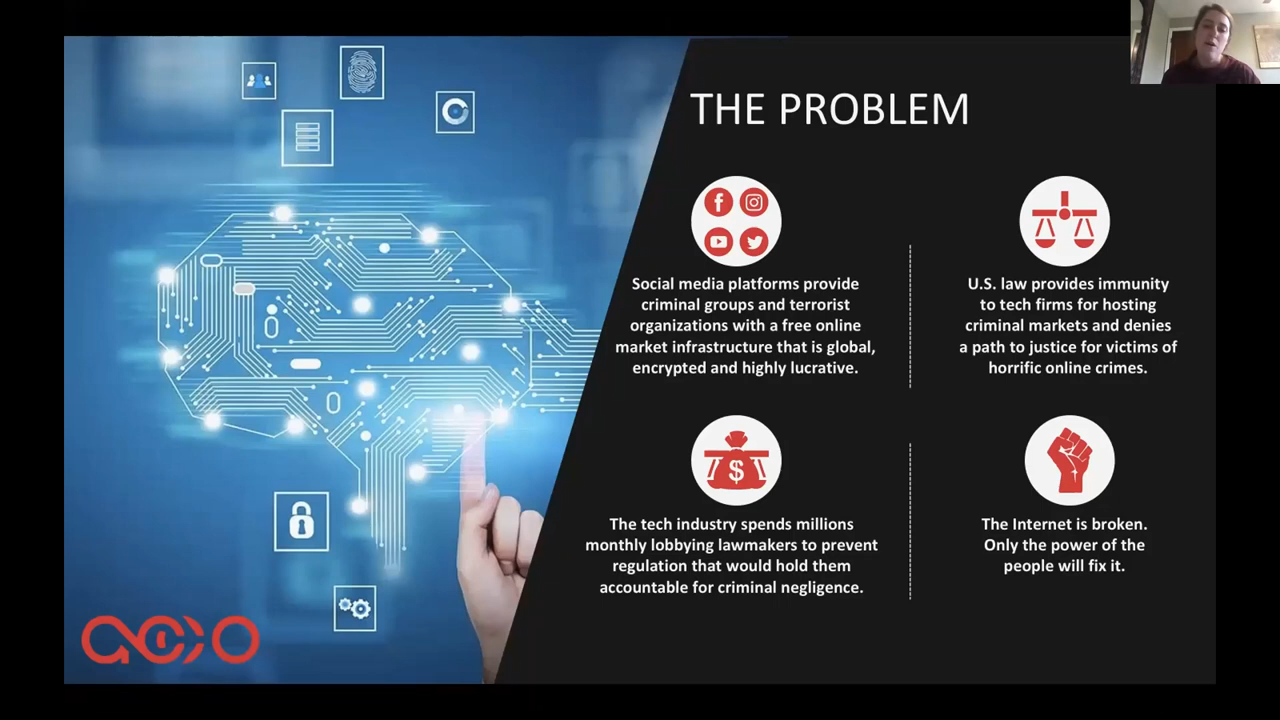 THE PROBLEM
Social media platforms provide
criminal groups and terrorist
organizations with a free online
market infrastructure that is global,
encrypted and highly lucrative.
U.S. law provides immunity
to tech firms for hosting
criminal markets and denies
a path to justice for victims of
horrific online crimes.
$
The tech industry spends millions
monthly lobbying lawmakers to prevent
regulation that would hold them
accountable for criminal negligence.
The Internet is broken.
Only the power of the
people will fix it.